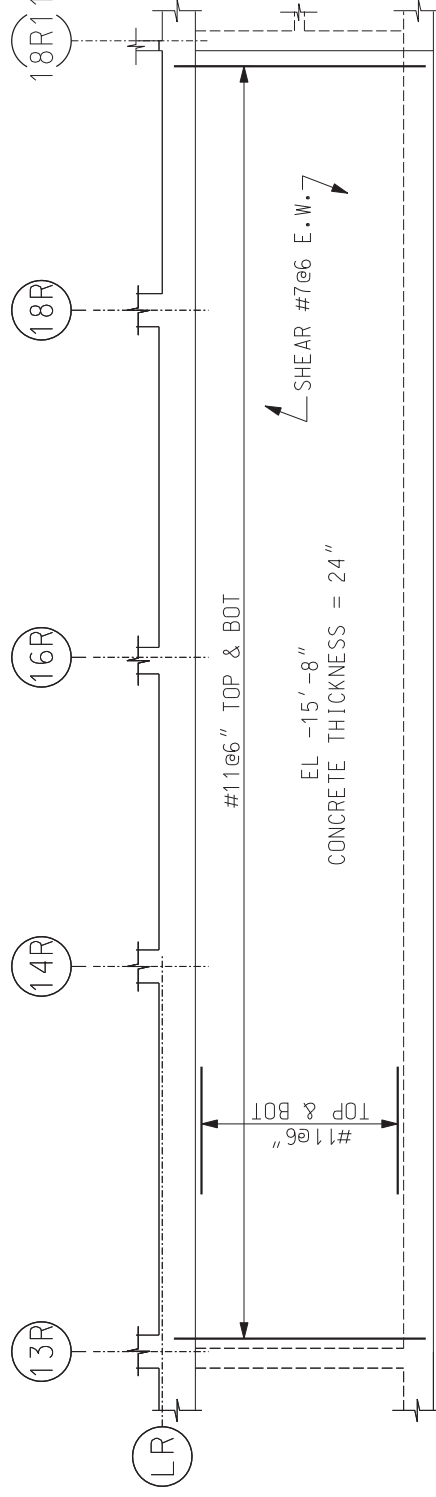 13R
14R
16R
18R
LR
#11@6" TOP & BOT
#11@6"
TOP & BOT
EL -15'-8"
CONCRETE THICKNESS = 24"
SHEAR #7@6 E.W.